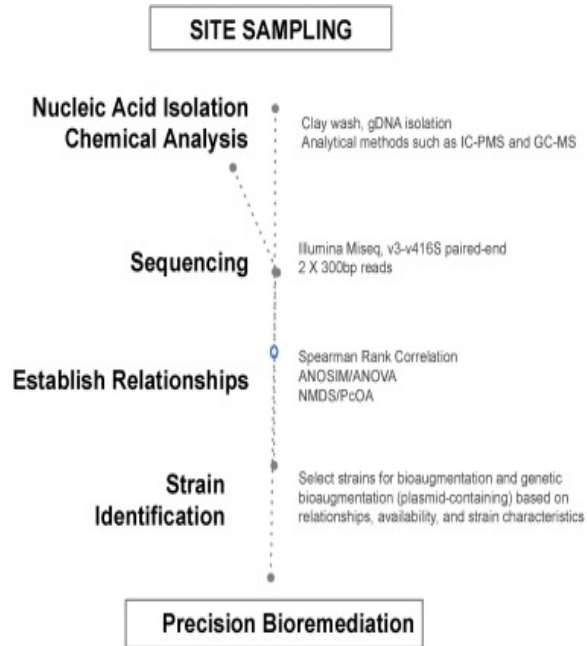 SITE SAMPLING
Nucleic Acid Isolation
Chemical Analysis
Clay wash, gDNA isolation
Analytical methods such as IC-PMS and GC-MS
Sequencing
Illumina Miseq, v3-v416S paired-end
2 X 300bp reads
Establish Relationships
Spearman Rank Correlation
ANOSIM/ANOVA
NMDS/PcOA
Strain
Identification
Select strains for bioaugmentation and genetic
bioaugmentation (plasmid-containing) based on
relationships, availability, and strain characteristics
Precision Bioremediation